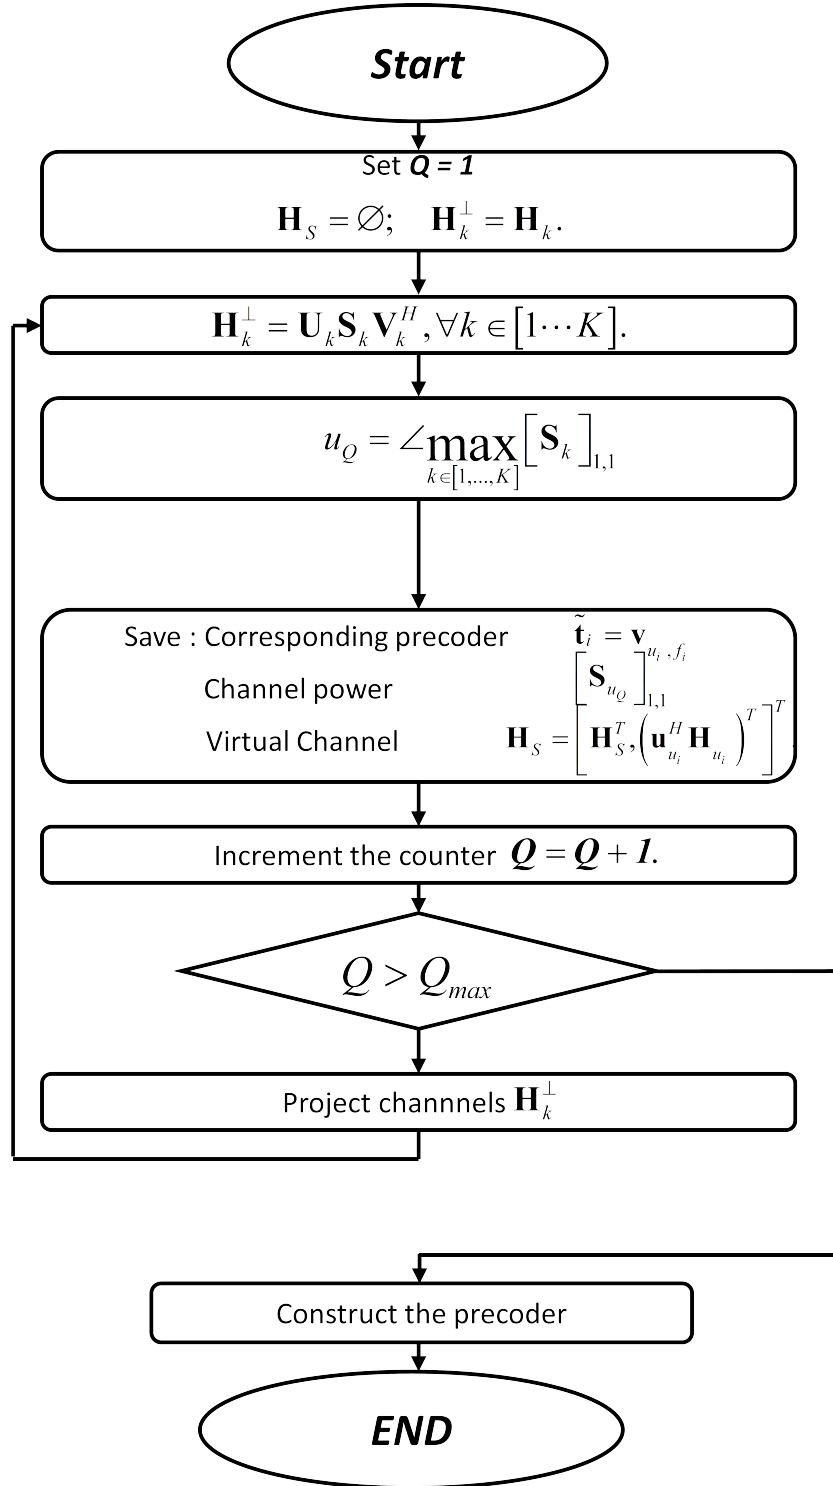 Start
Set Q = 1
H_S = ∅; H_k^⊥ = H_k.
H_k^⊥ = U_k S_k V_k^H, ∀k ∈ [1⋯K].
u_Q = ∠ max_{k∈[1,...,K]} [S_k]_{1,1}
Save : Corresponding precoder t̃_i = v_{u_i, f_i}
Channel power [S_{u_Q}]_{1,1}
Virtual Channel H_S = [H_S^T, (u_{u_i}^H H_{u_i})^T]^T
Increment the counter Q = Q + 1.
Q > Q_max
Project channnels H_k^⊥
Construct the precoder
END